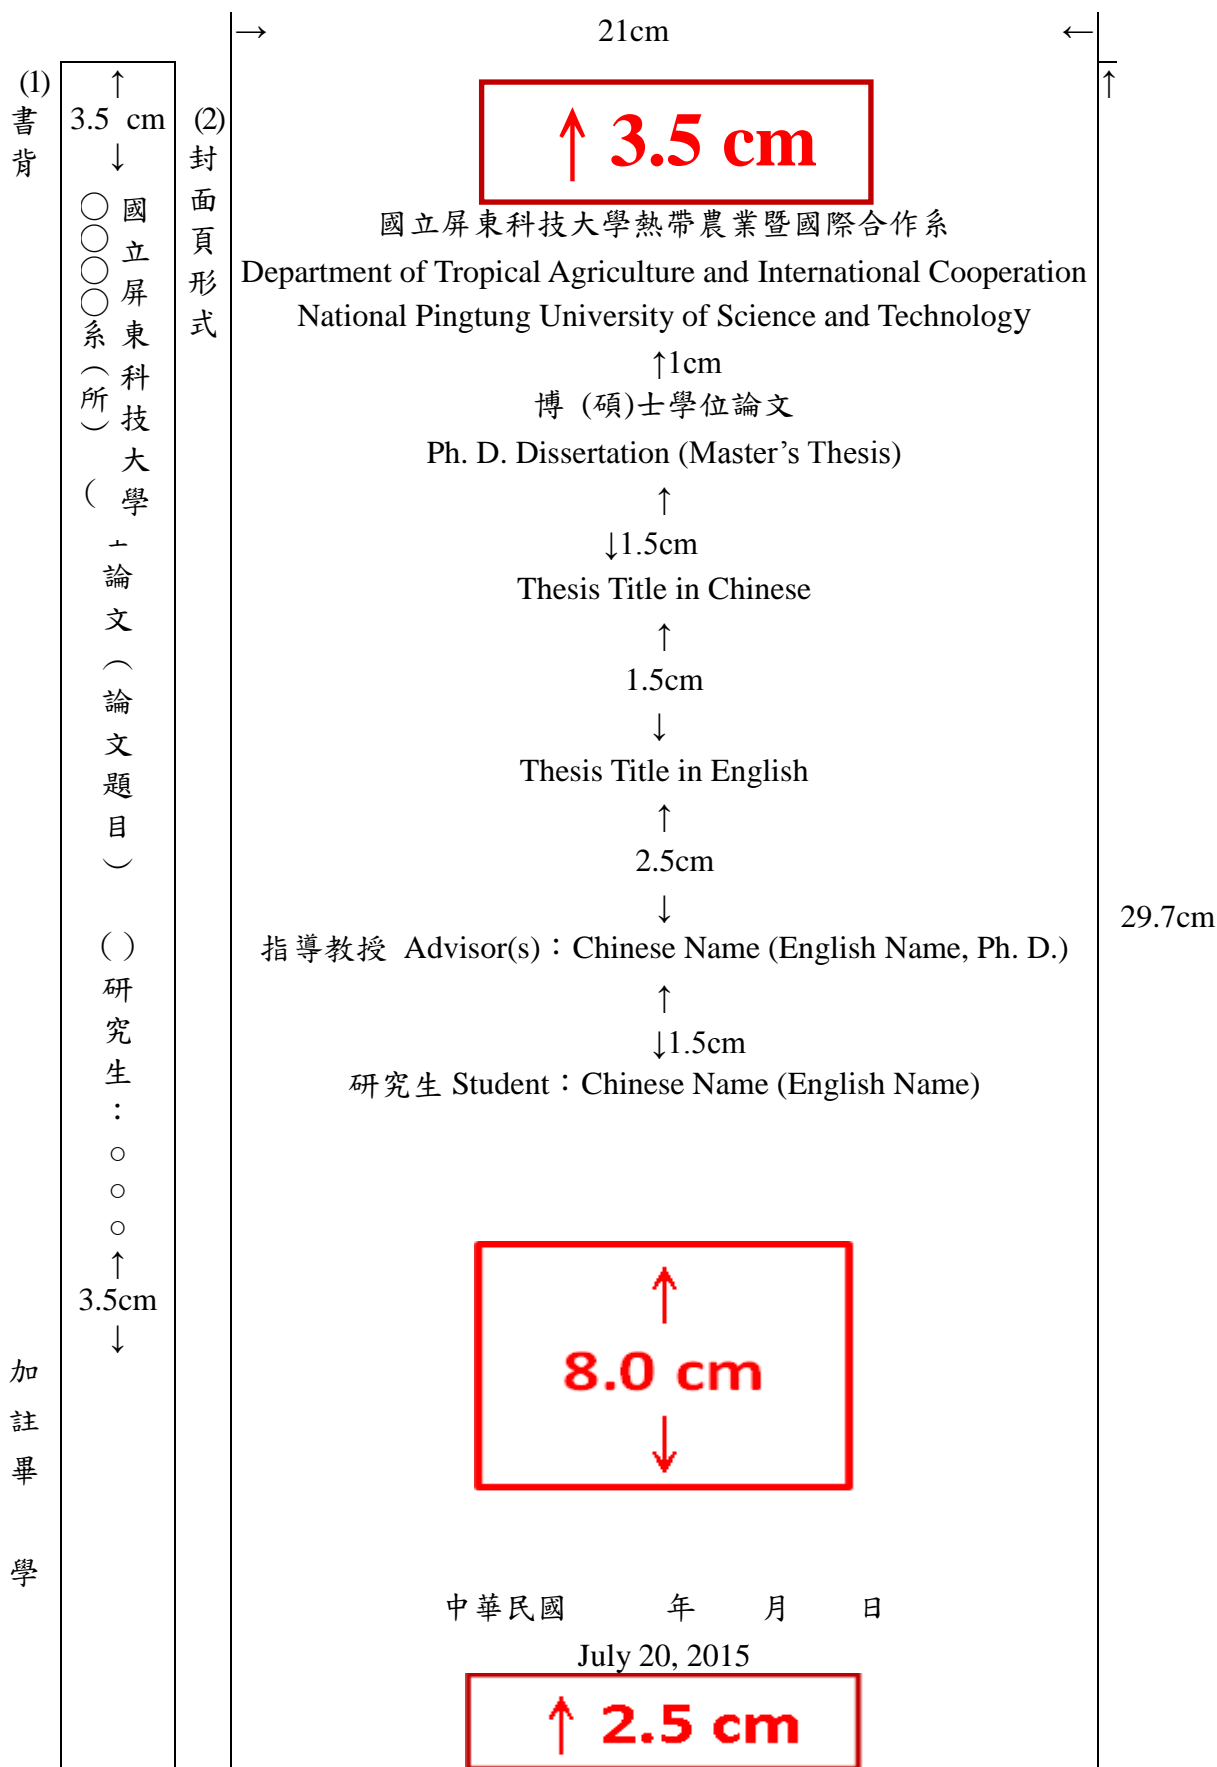 → 21cm ←
(1)
書背
↑
3.5 cm
↓
國立屏東科技大學
○○○○系（所）
（
論文（論文題目）
( )
研究生：○○○
↑
3.5cm
↓
加註畢 學
(2)
封面頁形式
↑ 3.5 cm
國立屏東科技大學熱帶農業暨國際合作系
Department of Tropical Agriculture and International Cooperation
National Pingtung University of Science and Technology
↑1cm
博 (碩)士學位論文
Ph. D. Dissertation (Master’s Thesis)
↑
↓1.5cm
Thesis Title in Chinese
↑
1.5cm
↓
Thesis Title in English
↑
2.5cm
↓
指導教授 Advisor(s)：Chinese Name (English Name, Ph. D.)
↑
↓1.5cm
研究生 Student：Chinese Name (English Name)
↑
8.0 cm
↓
中華民國 年 月 日
July 20, 2015
↑ 2.5 cm
↑
29.7cm